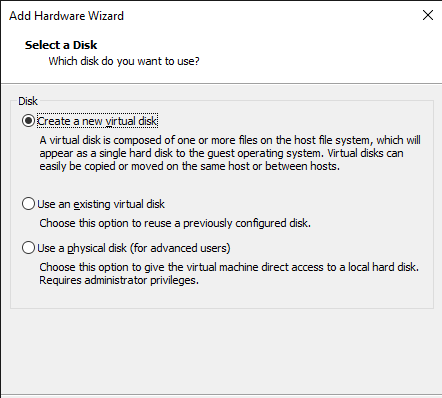 Add Hardware Wizard
Select a Disk
Which disk do you want to use?
Disk
Create a new virtual disk
A virtual disk is composed of one or more files on the host file system, which will
appear as a single hard disk to the guest operating system. Virtual disks can
easily be copied or moved on the same host or between hosts.
Use an existing virtual disk
Choose this option to reuse a previously configured disk.
Use a physical disk (for advanced users)
Choose this option to give the virtual machine direct access to a local hard disk.
Requires administrator privileges.